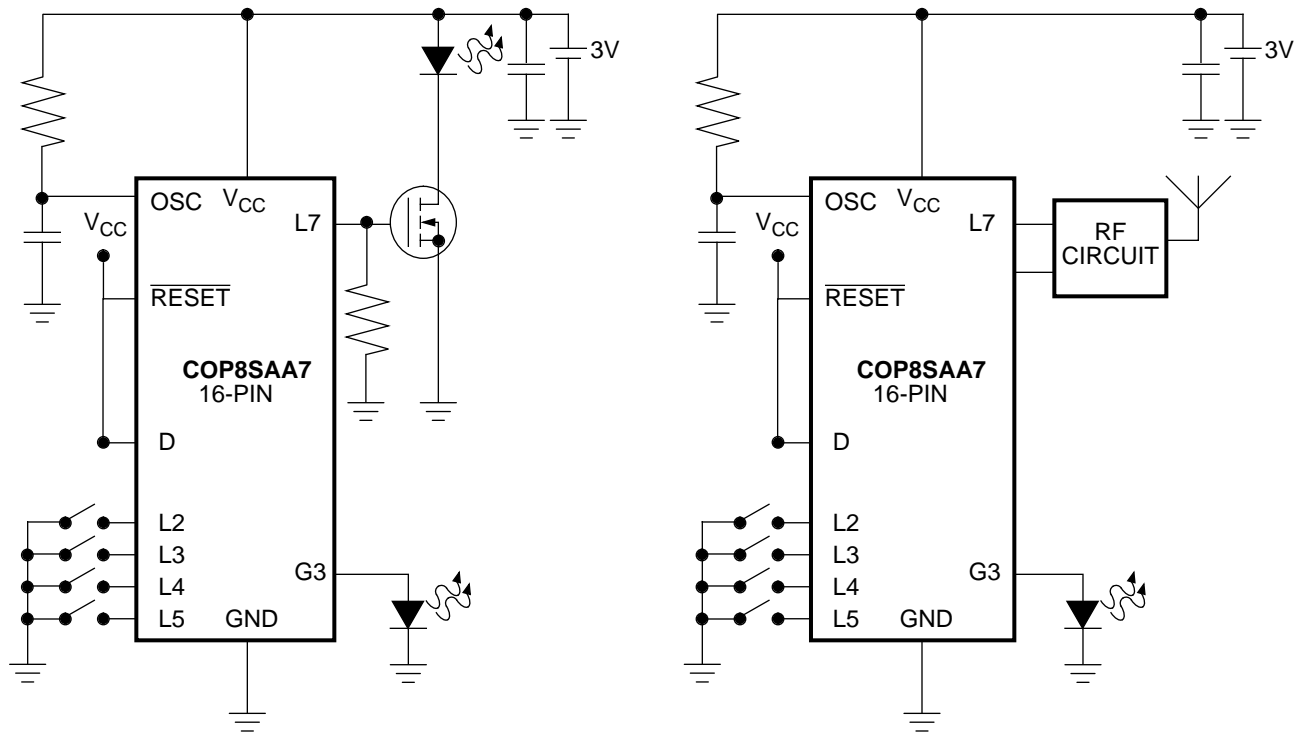 3V
OSC
VCC
VCC
L7
RESET
COP8SAA7
16-PIN
D
L2
L3
L4
L5
G3
GND
3V
OSC
VCC
VCC
L7
RF
CIRCUIT
RESET
COP8SAA7
16-PIN
D
L2
L3
L4
L5
G3
GND